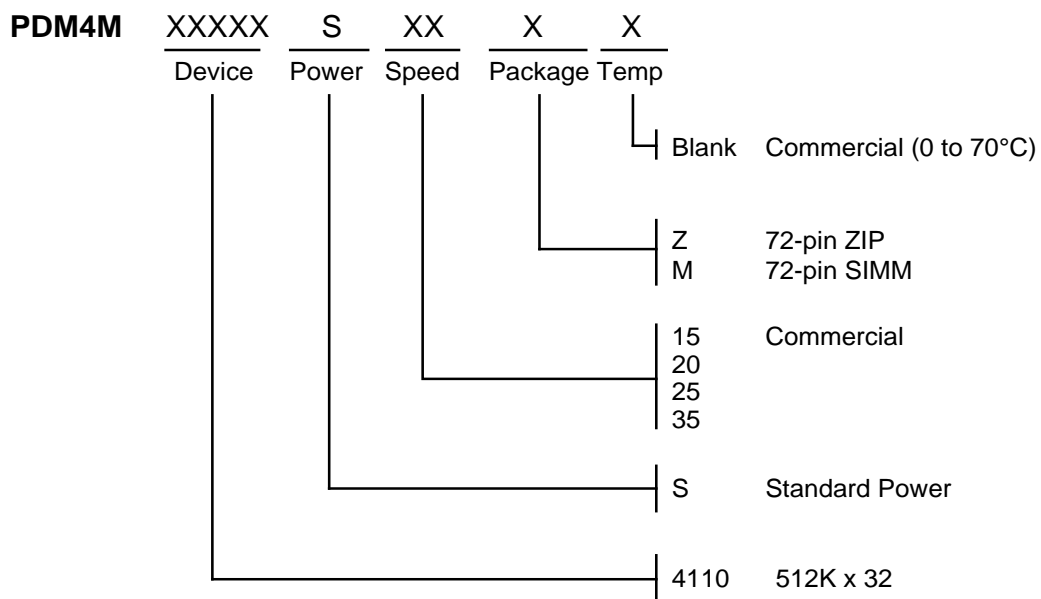 PDM4M XXXXX S XX X X
Device Power Speed Package Temp
Blank Commercial (0 to 70°C)
Z 72-pin ZIP
M 72-pin SIMM
15 Commercial
20
25
35
S Standard Power
4110 512K x 32